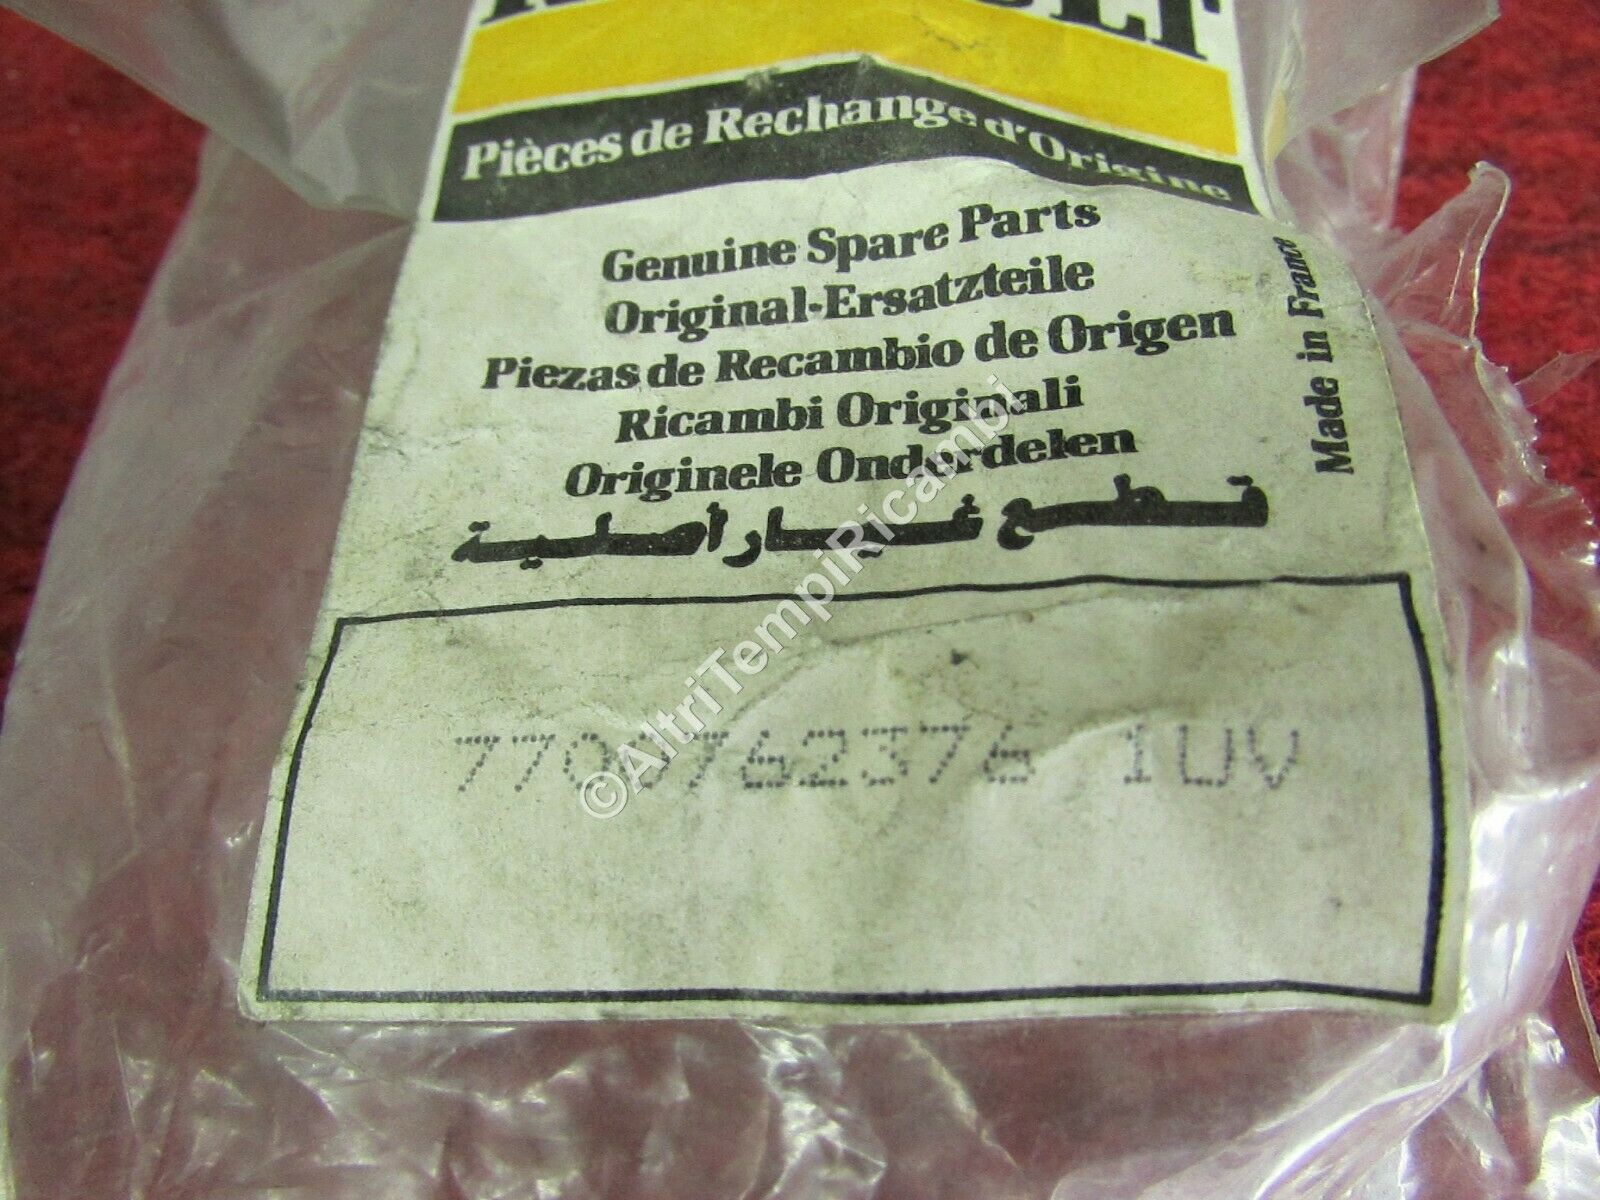 Pièces de Rechange d'Origine
Genuine Spare Parts
Original-Ersatzteile
Piezas de Recambio de Origen
Ricambi Originali
Originele Onderdelen
قطع غيار أصلية
Made in France
7700762376 1UV
©AltriTempiRicambi